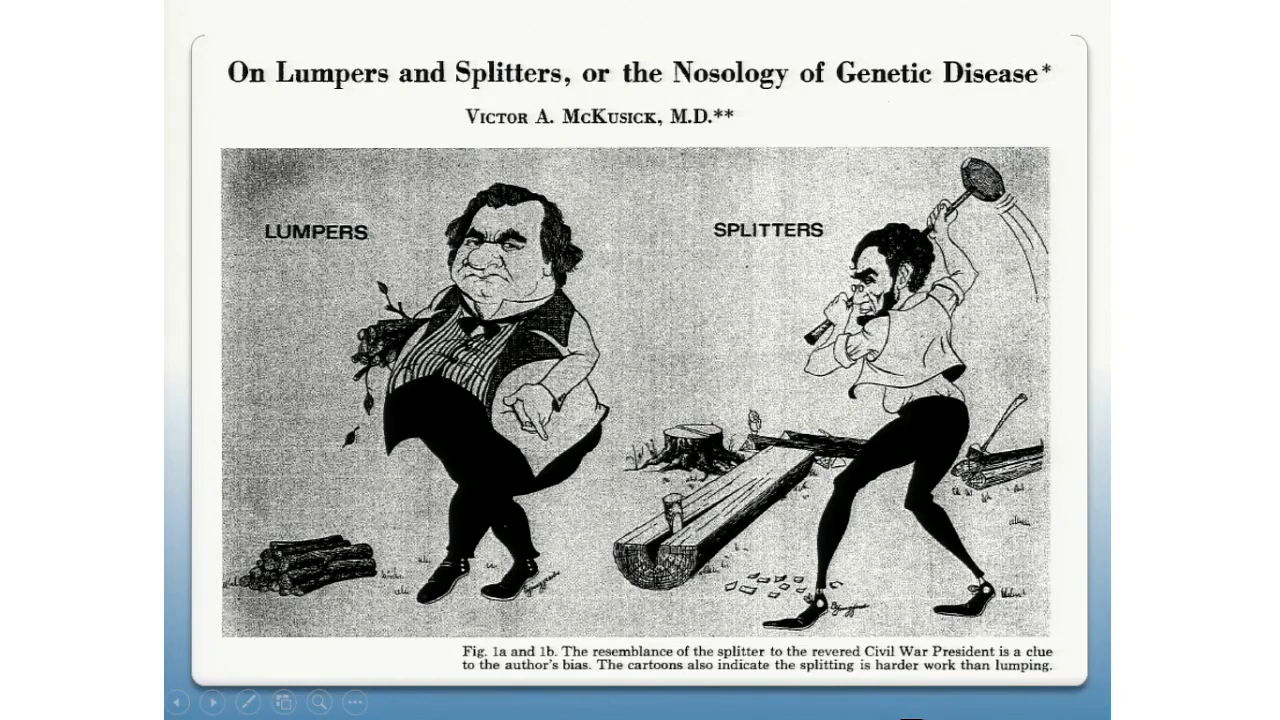 On Lumpers and Splitters, or the Nosology of Genetic Disease*
VICTOR A. MCKUSICK, M.D.**
LUMPERS
SPLITTERS
Fig. 1a and 1b. The resemblance of the splitter to the revered Civil War President is a clue
to the author's bias. The cartoons also indicate the splitting is harder work than lumping.